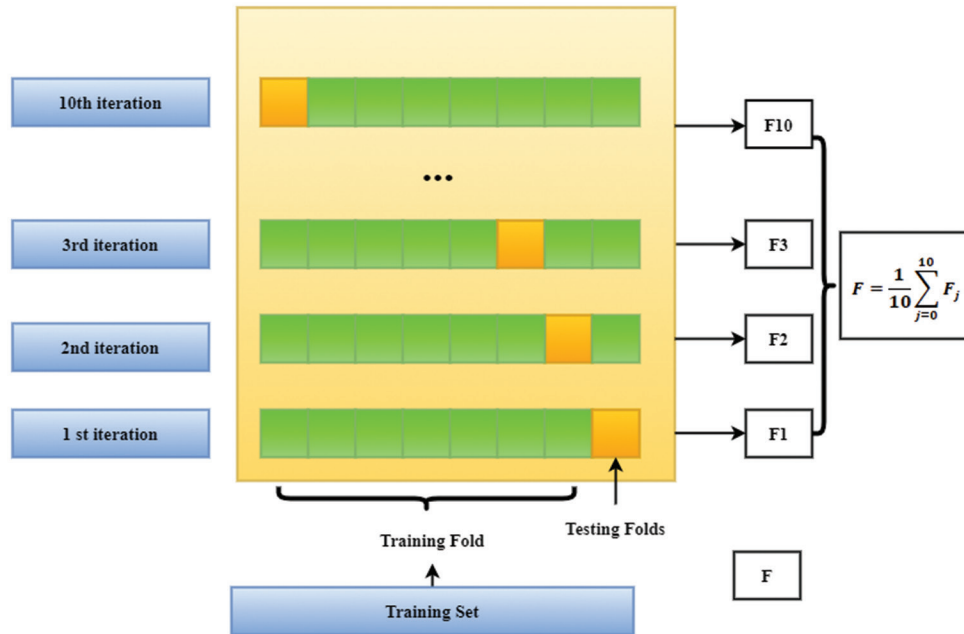 10th iteration
F10
...
3rd iteration
F3
F = 1/10 \sum_{j=0}^{10} F_j
2nd iteration
F2
1 st iteration
F1
Training Fold
Testing Folds
F
Training Set